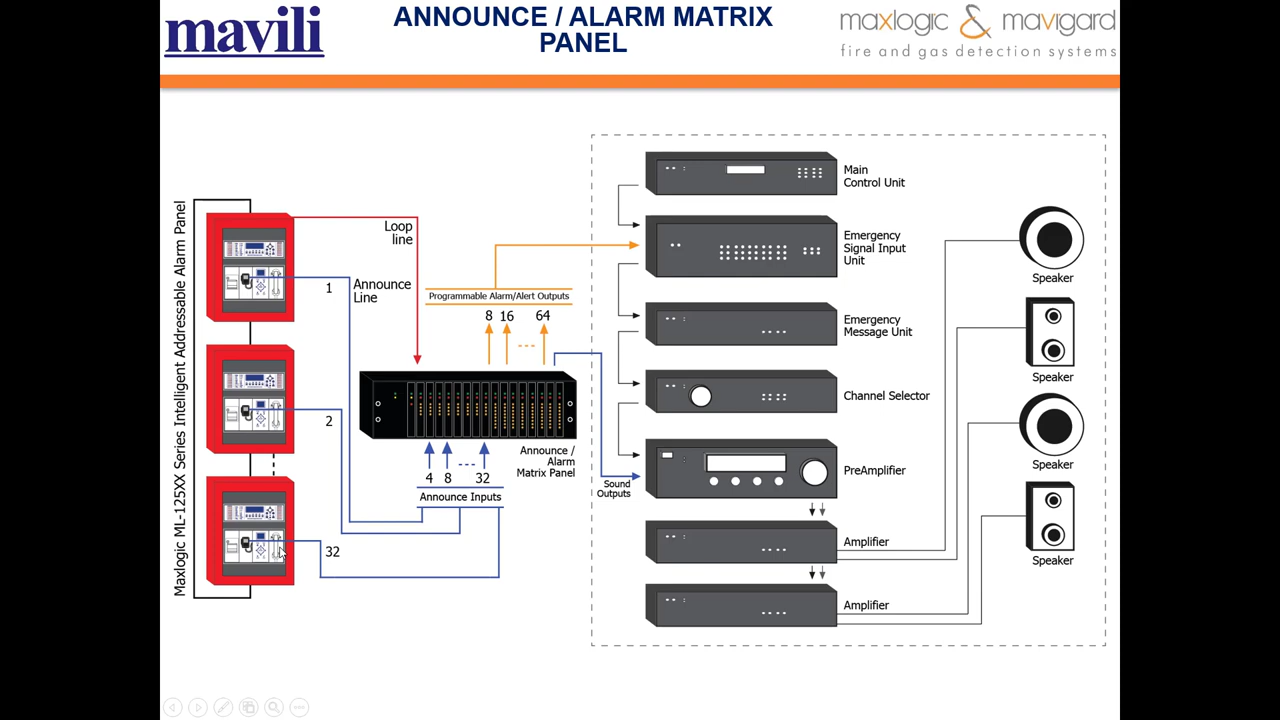 mavili
ANNOUNCE / ALARM MATRIX
PANEL
maxlogic & mavigard
fire and gas detection systems
Maxlogic ML-125XX Series Intelligent Addressable Alarm Panel
Loop
line
1
Announce
Line
2
32
Programmable Alarm/Alert Outputs
8 16 64
Announce /
Alarm
Matrix Panel
4 8 32
Announce Inputs
Sound
Outputs
Main
Control Unit
Emergency
Signal Input
Unit
Emergency
Message Unit
Channel Selector
PreAmplifier
Amplifier
Amplifier
Speaker
Speaker
Speaker
Speaker